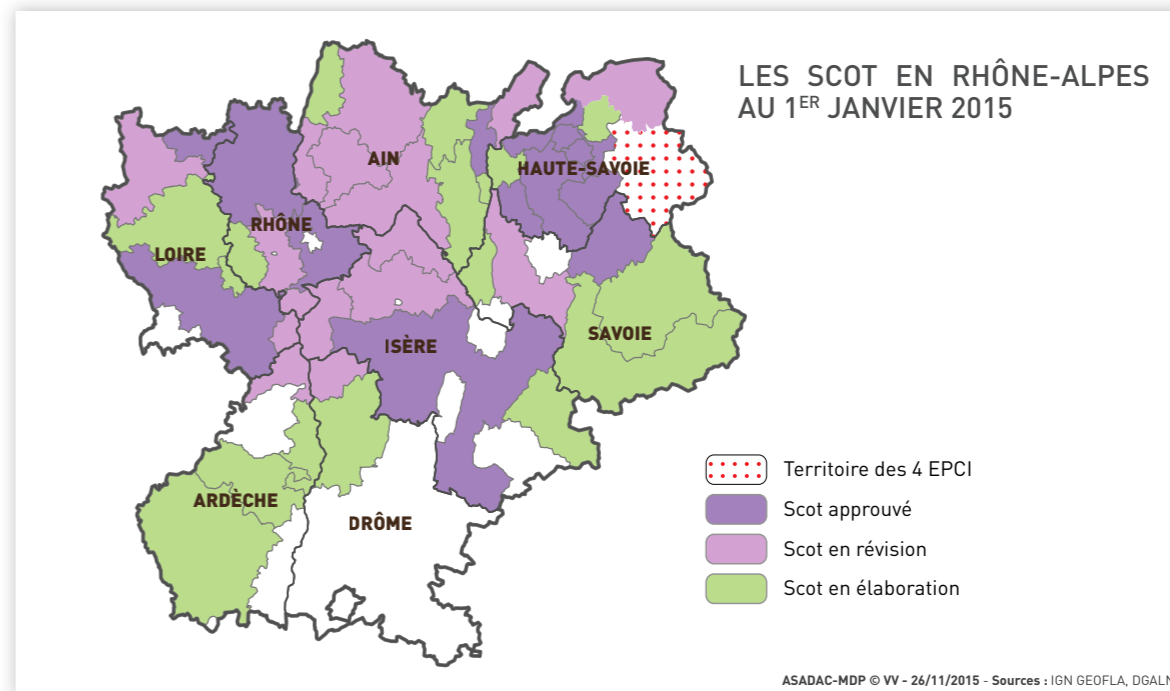 LES SCOT EN RHÔNE-ALPES
AU 1ER JANVIER 2015
AIN
HAUTE-SAVOIE
RHÔNE
LOIRE
SAVOIE
ISÈRE
ARDÈCHE
DRÔME
Territoire des 4 EPCI
Scot approuvé
Scot en révision
Scot en élaboration
ASADAC-MDP © VV - 26/11/2015 - Sources : IGN GEOFLA, DGALN